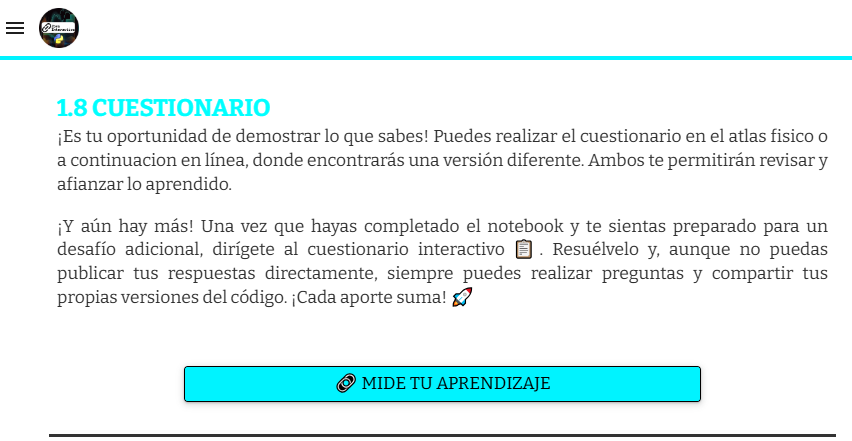 1.8 CUESTIONARIO
¡Es tu oportunidad de demostrar lo que sabes! Puedes realizar el cuestionario en el atlas fisico o
a continuacion en línea, donde encontrarás una versión diferente. Ambos te permitirán revisar y
afianzar lo aprendido.
¡Y aún hay más! Una vez que hayas completado el notebook y te sientas preparado para un
desafío adicional, dirígete al cuestionario interactivo 📋. Resuélvelo y, aunque no puedas
publicar tus respuestas directamente, siempre puedes realizar preguntas y compartir tus
propias versiones del código. ¡Cada aporte suma! 🚀
🔗 MIDE TU APRENDIZAJE